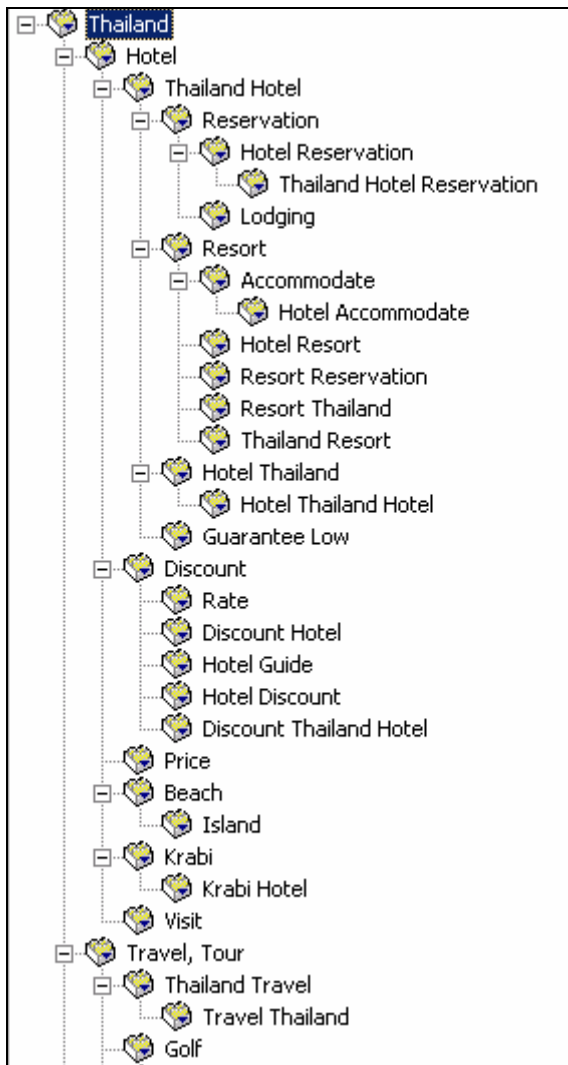 Thailand
Hotel
Thailand Hotel
Reservation
Hotel Reservation
Thailand Hotel Reservation
Lodging
Resort
Accommodate
Hotel Accommodate
Hotel Resort
Resort Reservation
Resort Thailand
Thailand Resort
Hotel Thailand
Hotel Thailand Hotel
Guarantee Low
Discount
Rate
Discount Hotel
Hotel Guide
Hotel Discount
Discount Thailand Hotel
Price
Beach
Island
Krabi
Krabi Hotel
Visit
Travel, Tour
Thailand Travel
Travel Thailand
Golf